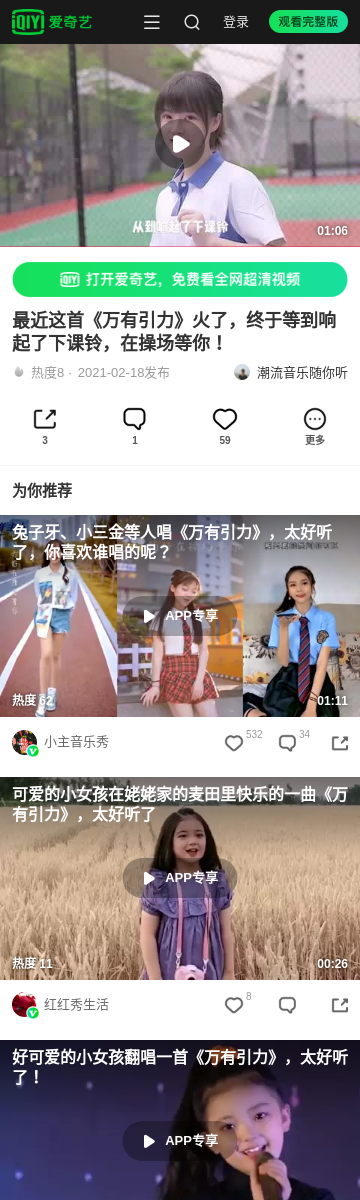 iQIYI 爱奇艺 登录 观看完整版
从到响起了下课铃
01:06
iQIYI 打开爱奇艺，免费看全网超清视频
最近这首《万有引力》火了，终于等到响
起了下课铃，在操场等你！
热度8 · 2021-02-18发布 潮流音乐随你听
3 1 59 更多
为你推荐
兔子牙、小三金等人唱《万有引力》，太好听
了，你喜欢谁唱的呢？
APP专享
热度 62 01:11
小主音乐秀 532 34
可爱的小女孩在姥姥家的麦田里快乐的一曲《万
有引力》，太好听了
APP专享
热度 11 00:26
红红秀生活 8
好可爱的小女孩翻唱一首《万有引力》，太好听
了！
APP专享